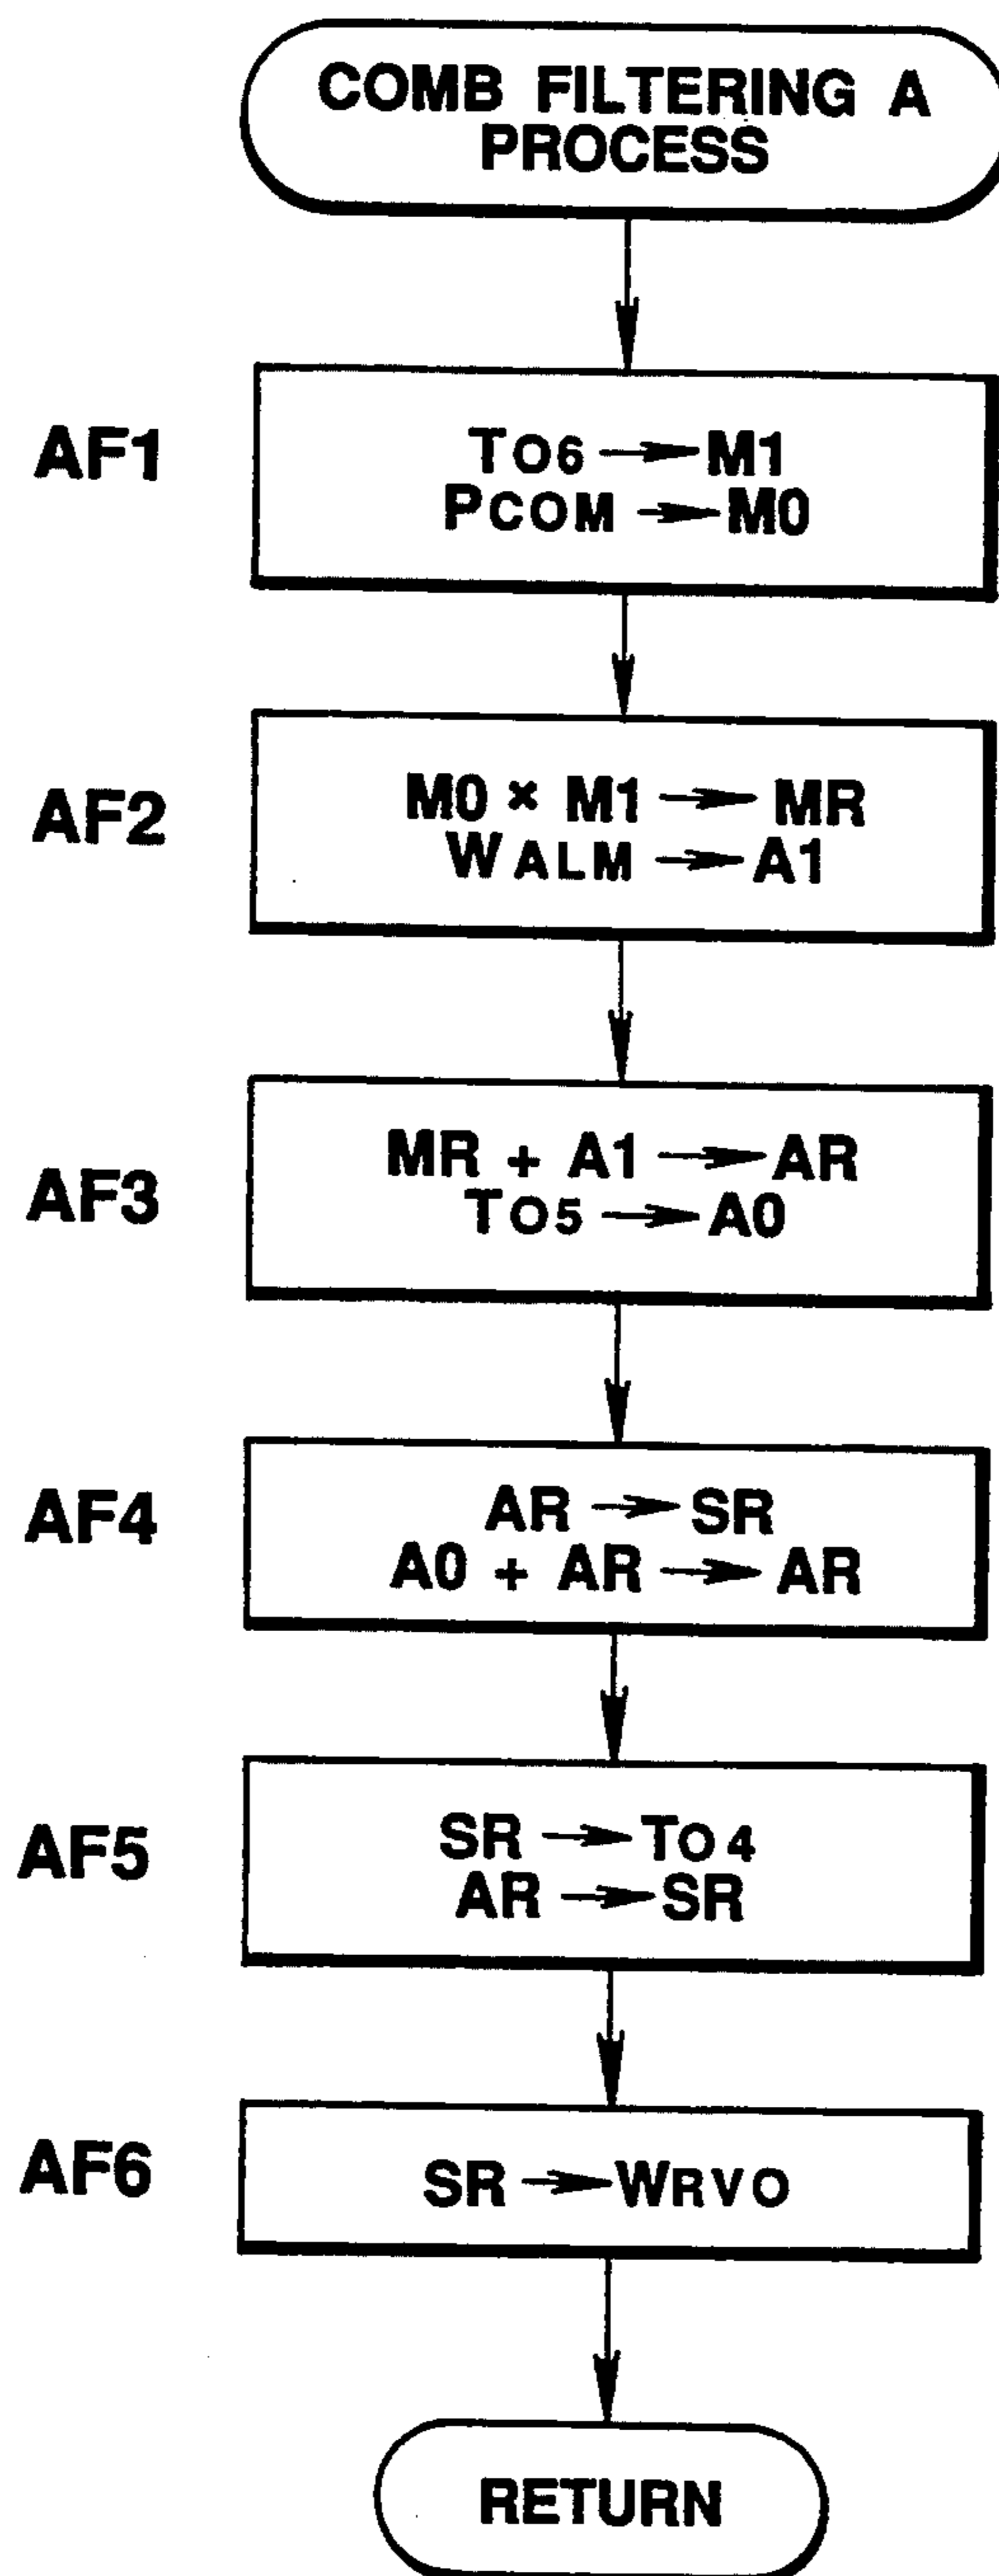 COMB FILTERING A
PROCESS
AF1
TO6 → M1
PCOM → M0
AF2
M0 × M1 → MR
WALM → A1
AF3
MR + A1 → AR
TO5 → A0
AF4
AR → SR
A0 + AR → AR
AF5
SR → TO4
AR → SR
AF6
SR → WRVO
RETURN